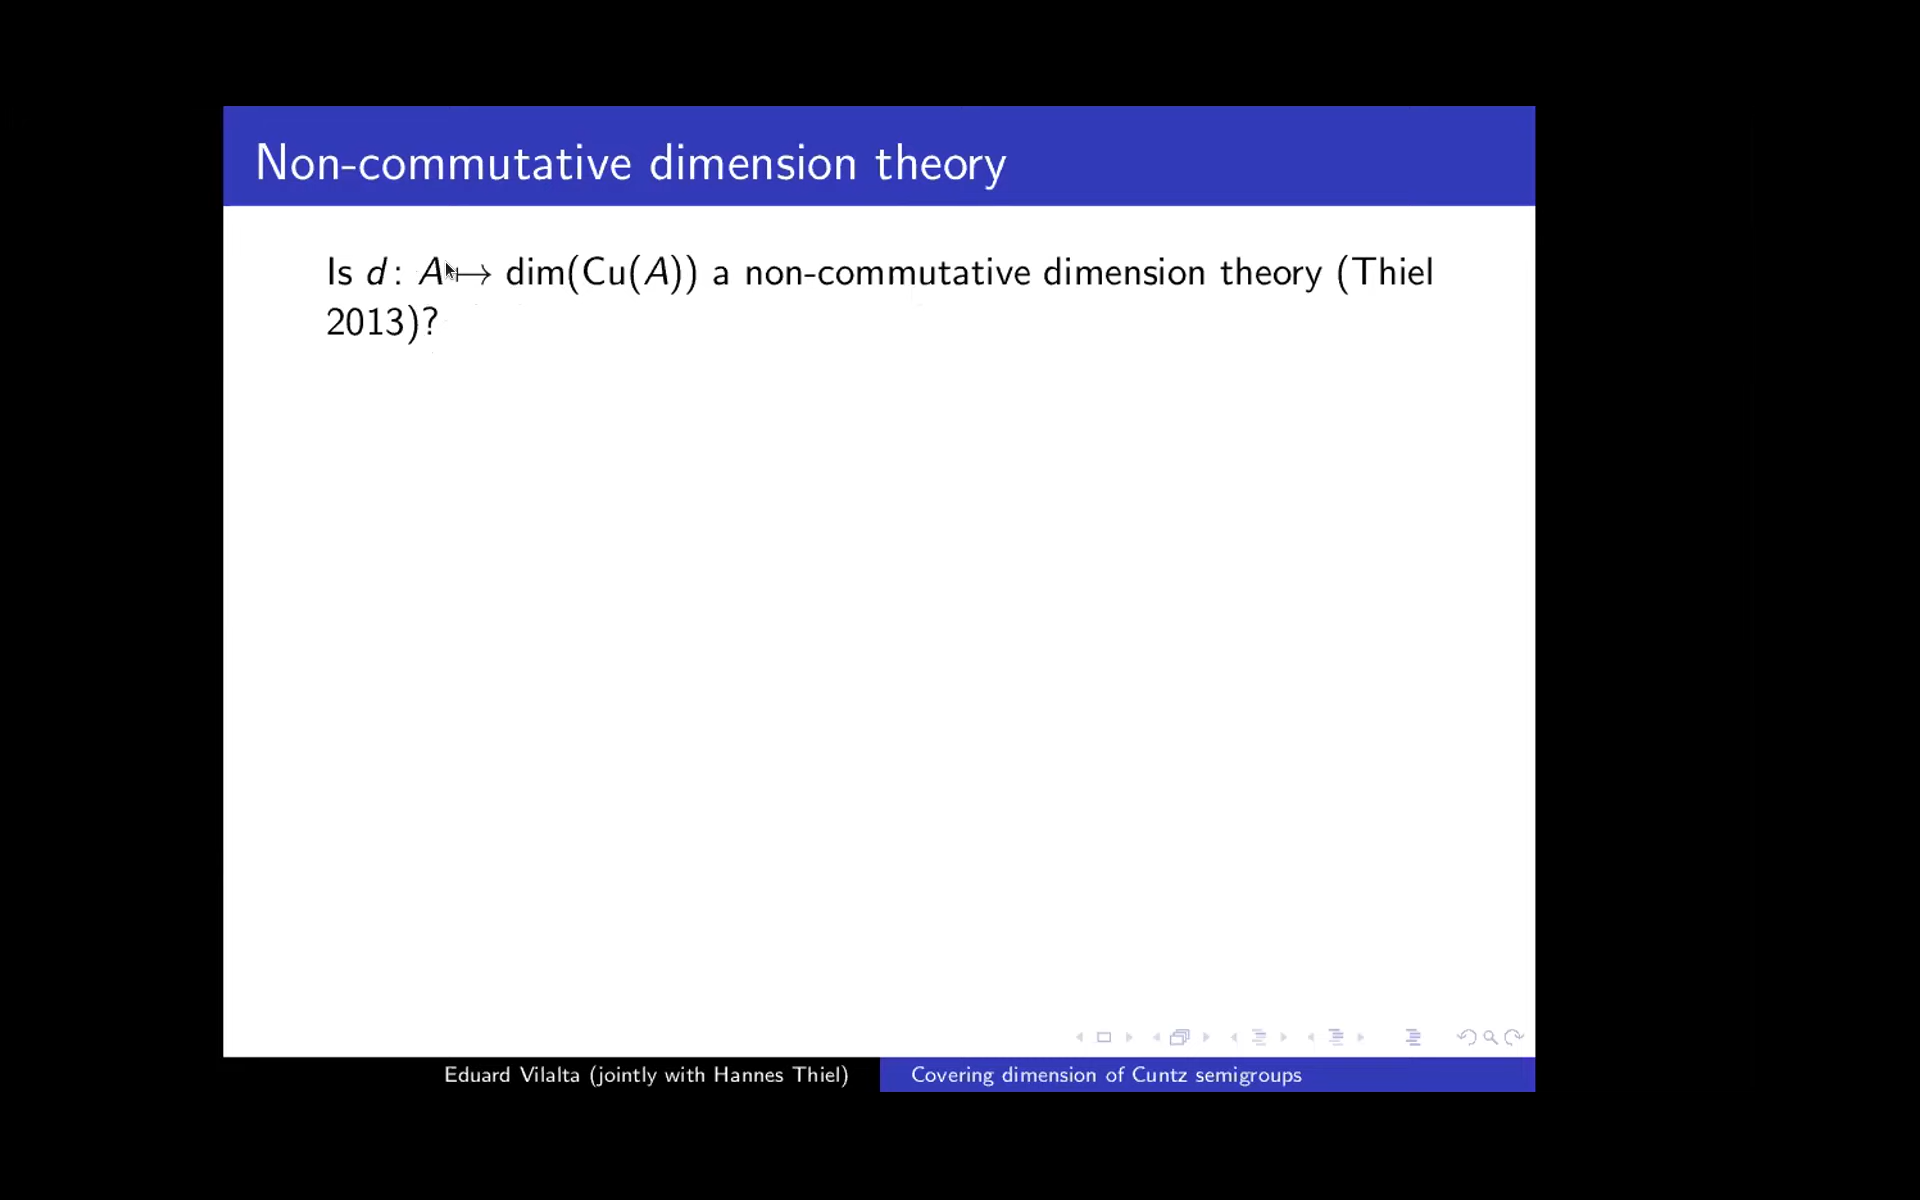 Non-commutative dimension theory
Is d: A ↦ dim(Cu(A)) a non-commutative dimension theory (Thiel
2013)?
Eduard Vilalta (jointly with Hannes Thiel)
Covering dimension of Cuntz semigroups